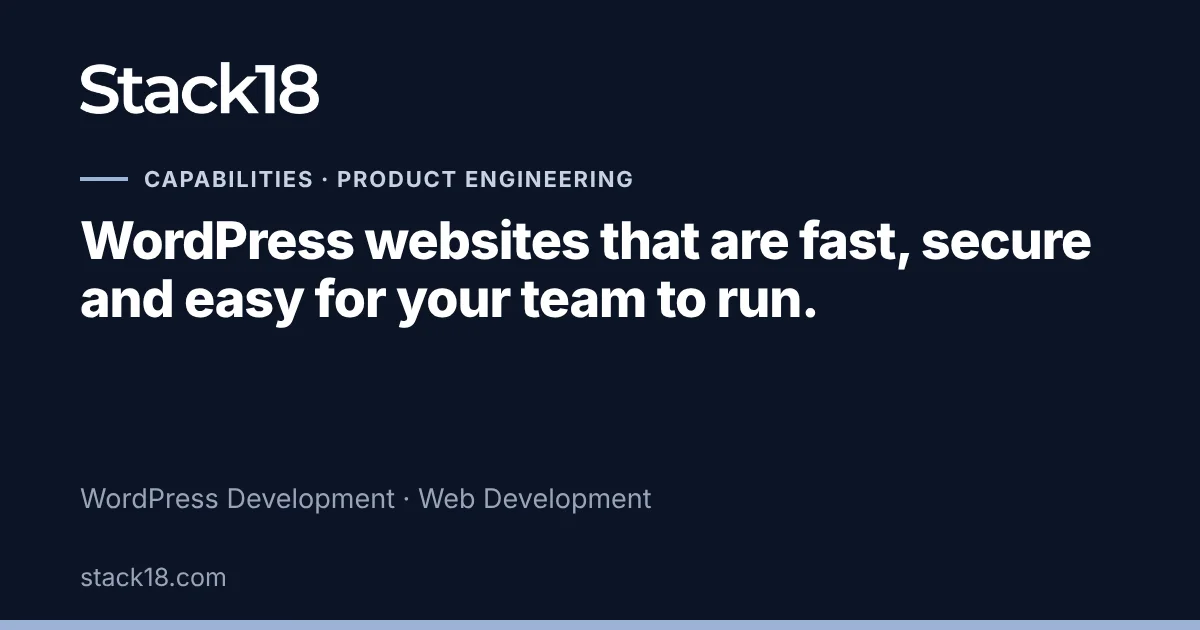 Stack18
CAPABILITIES · PRODUCT ENGINEERING
WordPress websites that are fast, secure
and easy for your team to run.
WordPress Development · Web Development
stack18.com